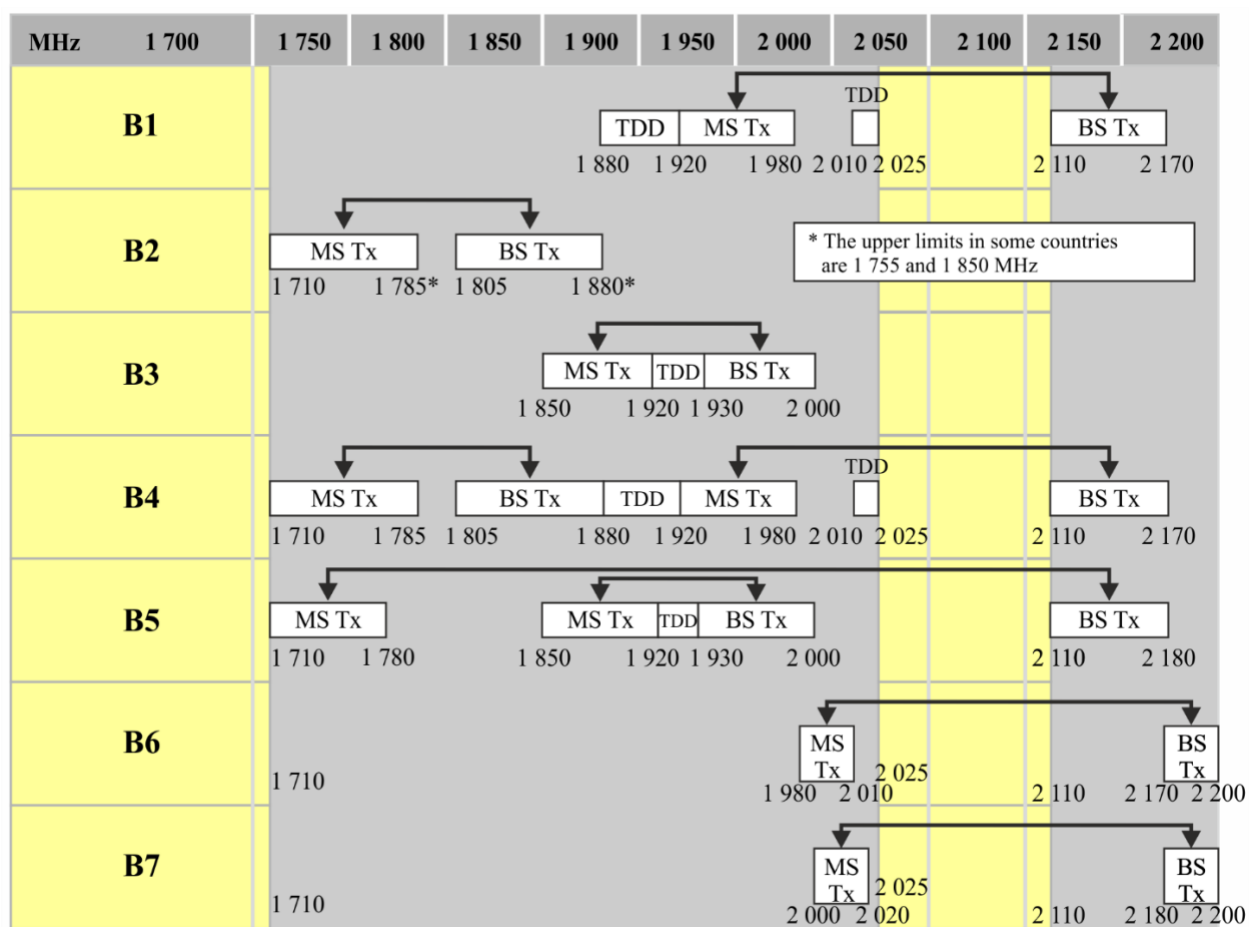 MHz 1 700 1 750 1 800 1 850 1 900 1 950 2 000 2 050 2 100 2 150 2 200
TDD
B1 TDD MS Tx BS Tx
1 880 1 920 1 980 2 010 2 025 2 110 2 170
B2 MS Tx BS Tx
1 710 1 785* 1 805 1 880*
* The upper limits in some countries
are 1 755 and 1 850 MHz
B3 MS Tx TDD BS Tx
1 850 1 920 1 930 2 000
TDD
B4 MS Tx BS Tx TDD MS Tx BS Tx
1 710 1 785 1 805 1 880 1 920 1 980 2 010 2 025 2 110 2 170
B5 MS Tx MS Tx TDD BS Tx BS Tx
1 710 1 780 1 850 1 920 1 930 2 000 2 110 2 180
B6 MS BS
Tx Tx
1 710 2 025
1 980 2 010 2 110 2 170 2 200
B7 MS BS
Tx Tx
1 710 2 025
2 000 2 020 2 110 2 180 2 200